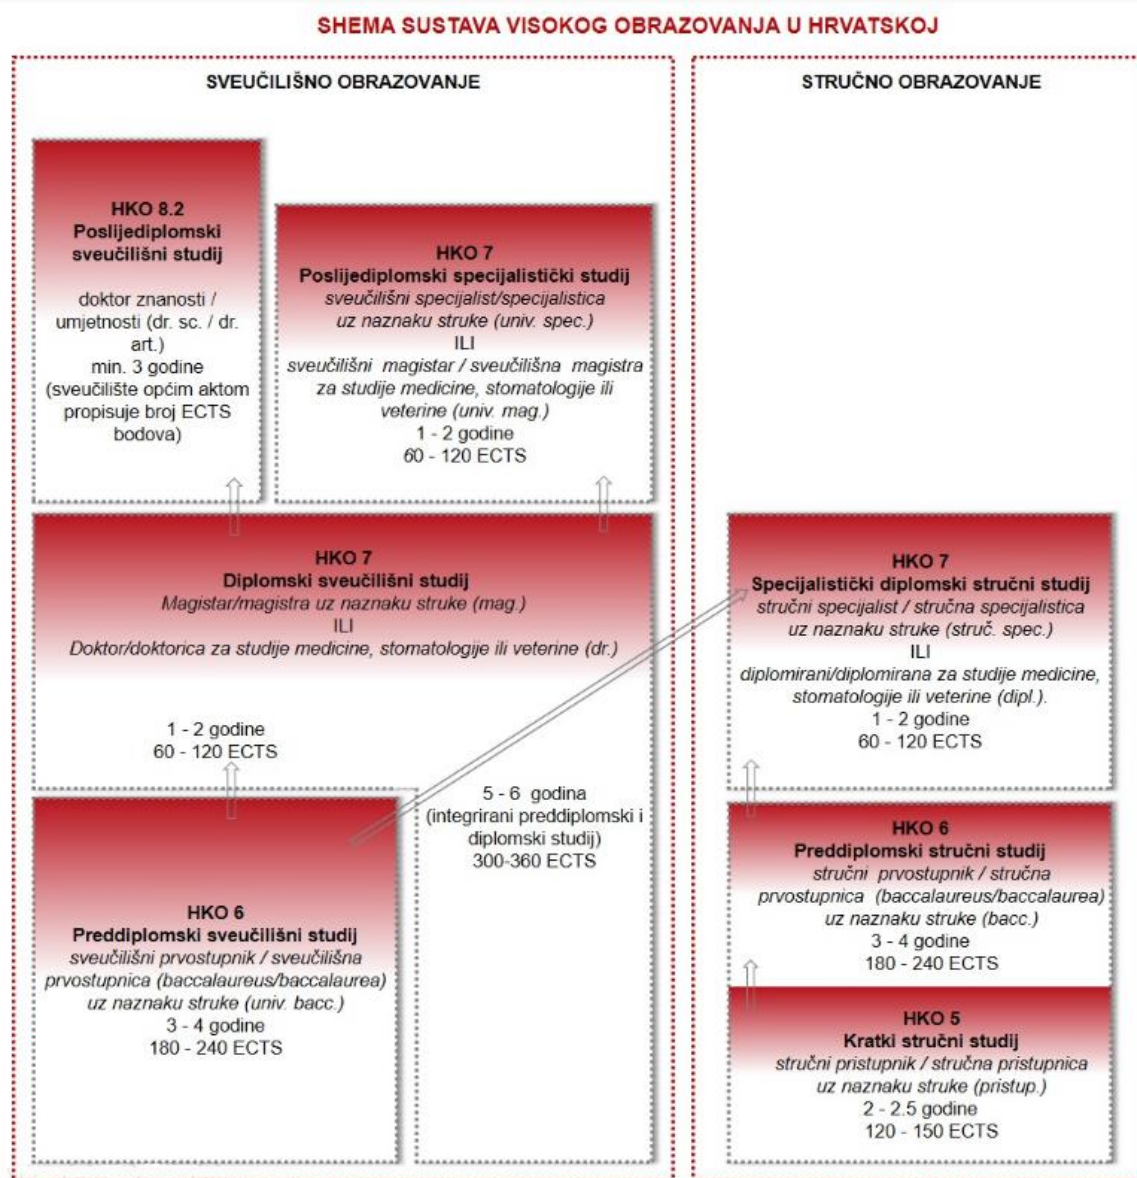 SHEMA SUSTAVA VISOKOG OBRAZOVANJA U HRVATSKOJ
SVEUČILIŠNO OBRAZOVANJE
HKO 8.2
Poslijediplomski
sveučilišni studij
doktor znanosti /
umjetnosti (dr. sc. / dr.
art.)
min. 3 godine
(sveučilište općim aktom
propisuje broj ECTS
bodova)
HKO 7
Poslijediplomski specijalistički studij
sveučilišni specijalist/specijalistica
uz naznaku struke (univ. spec.)
ILI
sveučilišni magistar / sveučilišna magistra
za studije medicine, stomatologije ili
veterine (univ. mag.)
1 - 2 godine
60 - 120 ECTS
HKO 7
Diplomski sveučilišni studij
Magistar/magistra uz naznaku struke (mag.)
ILI
Doktor/doktorica za studije medicine, stomatologije ili veterine (dr.)
1 - 2 godine
60 - 120 ECTS
5 - 6 godina
(integrirani preddiplomski i
diplomski studij)
300-360 ECTS
HKO 6
Preddiplomski sveučilišni studij
sveučilišni prvostupnik / sveučilišna
prvostupnica (baccalaureus/baccalaurea)
uz naznaku struke (univ. bacc.)
3 - 4 godine
180 - 240 ECTS
STRUČNO OBRAZOVANJE
HKO 7
Specijalistički diplomski stručni studij
stručni specijalist / stručna specijalistica
uz naznaku struke (struč. spec.)
ILI
diplomirani/diplomirana za studije medicine,
stomatologije ili veterine (dipl.).
1 - 2 godine
60 - 120 ECTS
HKO 6
Preddiplomski stručni studij
stručni prvostupnik / stručna
prvostupnica (baccalaureus/baccalaurea)
uz naznaku struke (bacc.)
3 - 4 godine
180 - 240 ECTS
HKO 5
Kratki stručni studij
stručni pristupnik / stručna pristupnica
uz naznaku struke (pristup.)
2 - 2.5 godine
120 - 150 ECTS